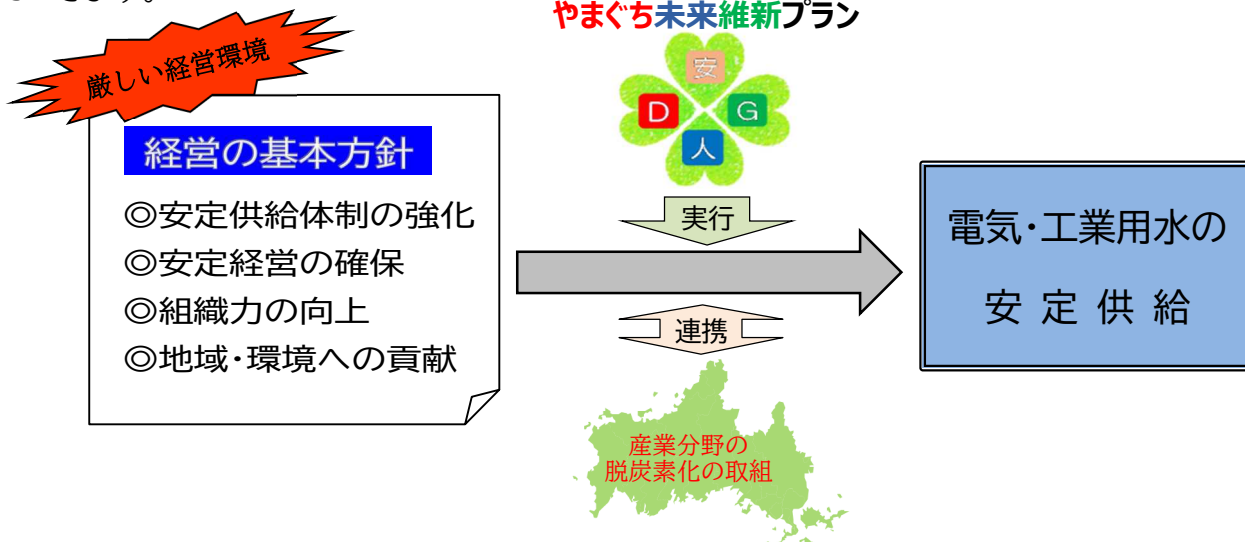 やまぐち未来維新プラン
厳しい経営環境
安
D
G
人
経営の基本方針
◎安定供給体制の強化
◎安定経営の確保
◎組織力の向上
◎地域・環境への貢献
実行
連携
産業分野の
脱炭素化の取組
電気・工業用水の
安定供給